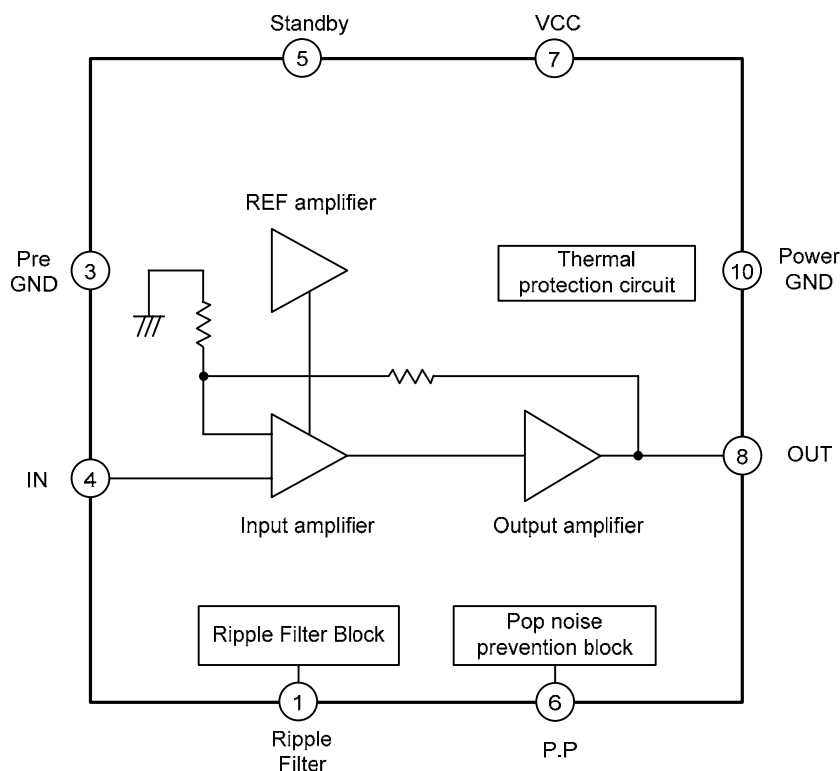 Standby
VCC
5
7
REF amplifier
Pre
GND
3
Thermal
protection circuit
10
Power
GND
IN
4
8
OUT
Input amplifier
Output amplifier
Ripple Filter Block
Pop noise
prevention block
1
6
Ripple
Filter
P.P